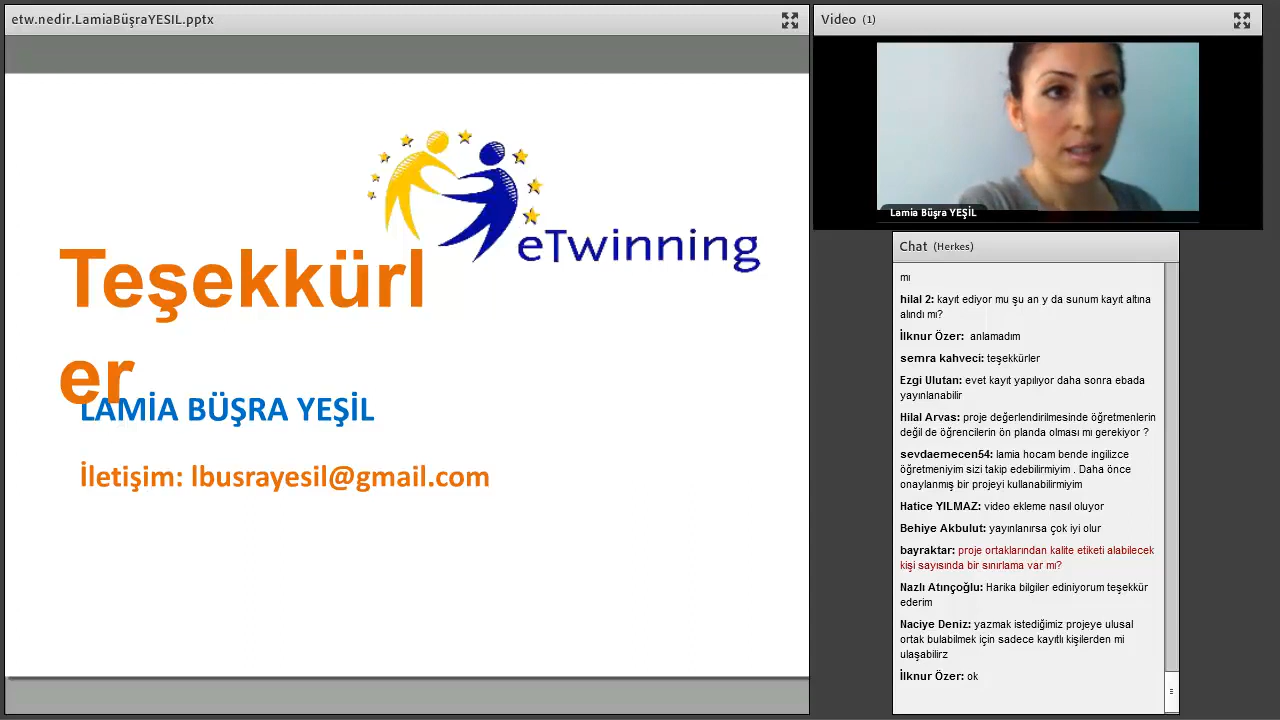 etw.nedir.LamiaBüşraYESIL.pptx
eTwinning
Teşekkürl
er
LAMİA BÜŞRA YEŞİL
İletişim: lbusrayesil@gmail.com
Video (1)
Lamia Büşra YEŞİL
Chat (Herkes)
mı
hilal 2: kayıt ediyor mu şu an y da sunum kayıt altına
alındı mı?
İlknur Özer: anlamadım
semra kahveci: teşekkürler
Ezgi Ulutan: evet kayıt yapılıyor daha sonra ebada
yayınlanabilir
Hilal Arvas: proje değerlendirilmesinde öğretmenlerin
değil de öğrencilerin ön planda olması mı gerekiyor ?
sevdaemecen54: lamia hocam bende ingilizce
öğretmeniyim sizi takip edebilirmiyim . Daha önce
onaylanmış bir projeyi kullanabilirmiyim
Hatice YILMAZ: video ekleme nasıl oluyor
Behiye Akbulut: yayınlanırsa çok iyi olur
bayraktar: proje ortaklarından kalite etiketi alabilecek
kişi sayısında bir sınırlama var mı?
Nazlı Atınçoğlu: Harika bilgiler ediniyorum teşekkür
ederim
Naciye Deniz: yazmak istediğimiz projeye ulusal
ortak bulabilmek için sadece kayıtlı kişilerden mi
ulaşabilirz
İlknur Özer: ok